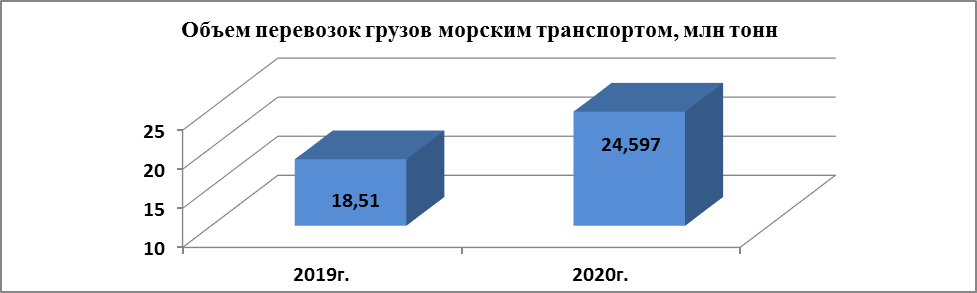 Объем перевозок грузов морским транспортом, млн тонн
25
20
15
10
18,51
24,597
2019г.
2020г.